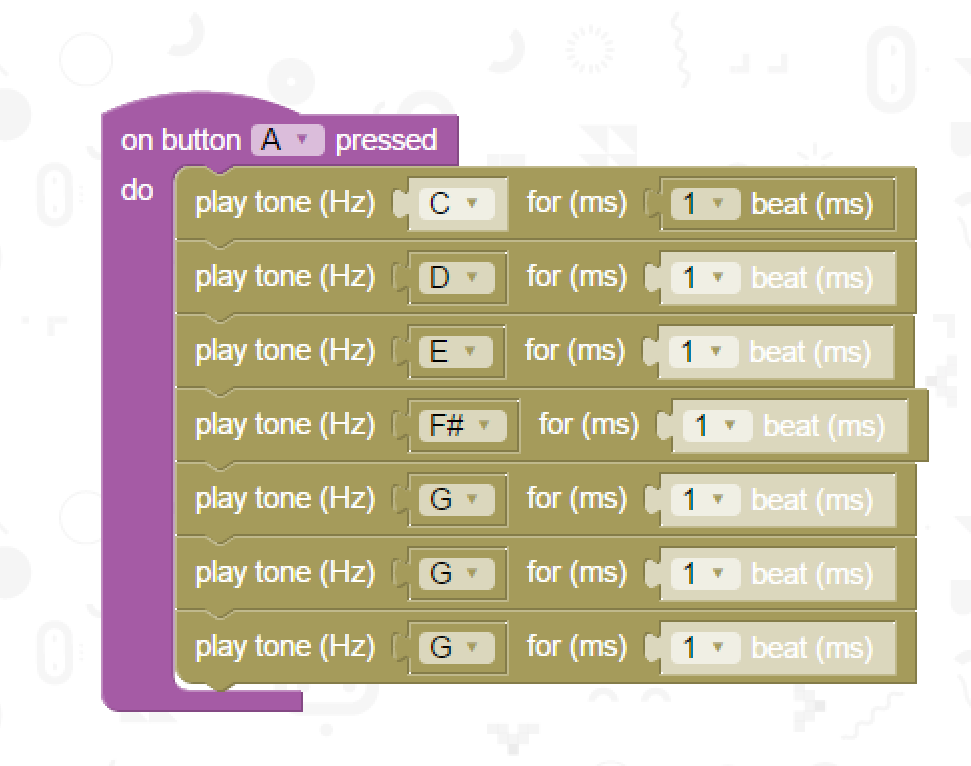 on button A pressed
do
play tone (Hz) C for (ms) 1 beat (ms)
play tone (Hz) D for (ms) 1 beat (ms)
play tone (Hz) E for (ms) 1 beat (ms)
play tone (Hz) F# for (ms) 1 beat (ms)
play tone (Hz) G for (ms) 1 beat (ms)
play tone (Hz) G for (ms) 1 beat (ms)
play tone (Hz) G for (ms) 1 beat (ms)